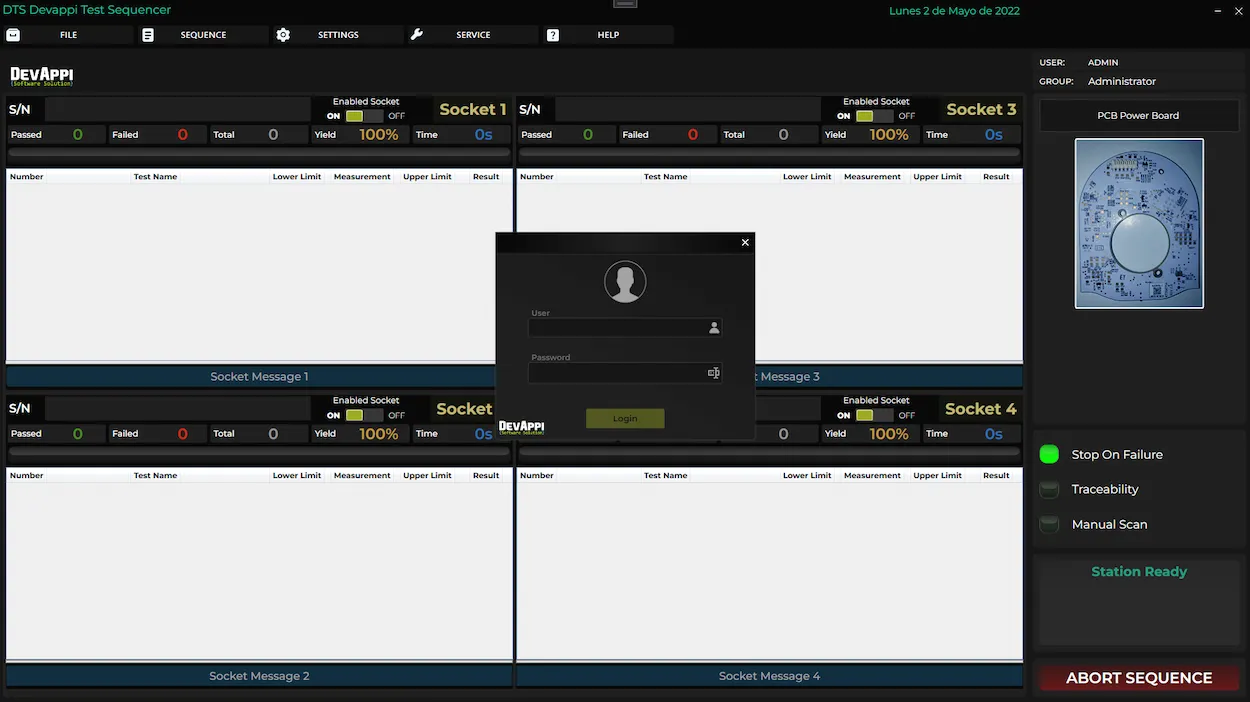 DTS Devappi Test Sequencer
Lunes 2 de Mayo de 2022
FILE
SEQUENCE
SETTINGS
SERVICE
HELP
DEVAPPI
(Software Solution)
USER: ADMIN
GROUP: Administrator
PCB Power Board
S/N
Enabled Socket
ON OFF
Socket 1
Passed 0 Failed 0 Total 0 Yield 100% Time 0s
Number Test Name Lower Limit Measurement Upper Limit Result
Socket Message 1
S/N
Enabled Socket
ON OFF
Socket 3
Passed 0 Failed 0 Total 0 Yield 100% Time 0s
Number Test Name Lower Limit Measurement Upper Limit Result
Message 3
User
Password
Login
DEVAPPI
(Software Solution)
S/N
Enabled Socket
ON OFF
Socket
Passed 0 Failed 0 Total 0 Yield 100% Time 0s
Number Test Name Lower Limit Measurement Upper Limit Result
Socket Message 2
Enabled Socket
ON OFF
Socket 4
0 Yield 100% Time 0s
Number Test Name Lower Limit Measurement Upper Limit Result
Socket Message 4
Stop On Failure
Traceability
Manual Scan
Station Ready
ABORT SEQUENCE